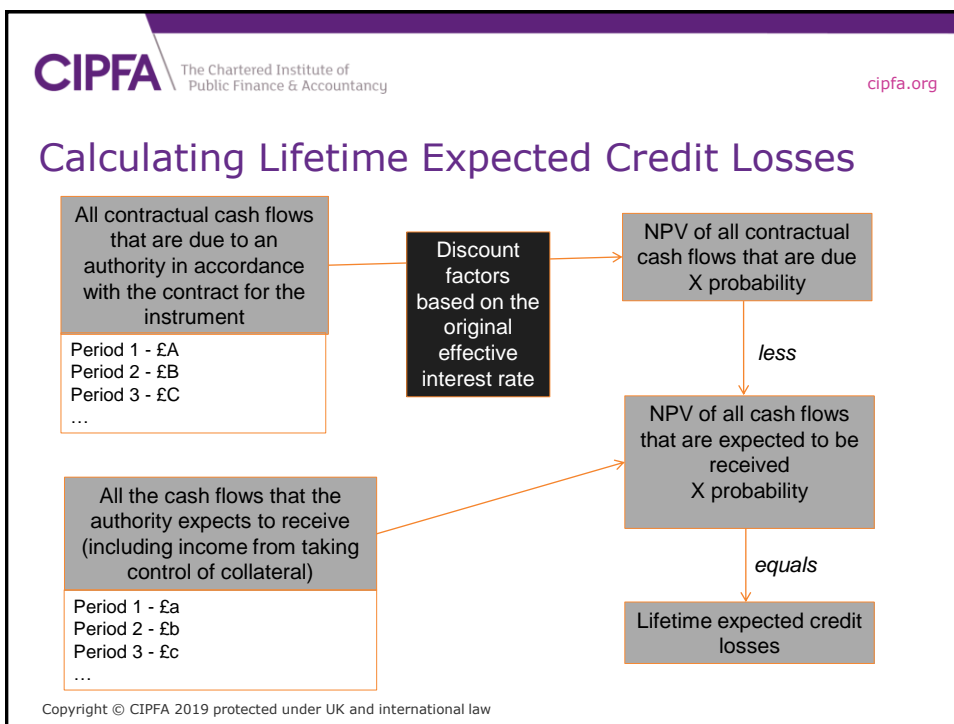 CIPFA
The Chartered Institute of
Public Finance & Accountancy
cipfa.org
Calculating Lifetime Expected Credit Losses
All contractual cash flows
that are due to an
authority in accordance
with the contract for the
instrument
Period 1 - £A
Period 2 - £B
Period 3 - £C
…
Discount
factors
based on the
original
effective
interest rate
NPV of all contractual
cash flows that are due
X probability
less
NPV of all cash flows
that are expected to be
received
X probability
All the cash flows that the
authority expects to receive
(including income from taking
control of collateral)
Period 1 - £a
Period 2 - £b
Period 3 - £c
…
equals
Lifetime expected credit
losses
Copyright © CIPFA 2019 protected under UK and international law